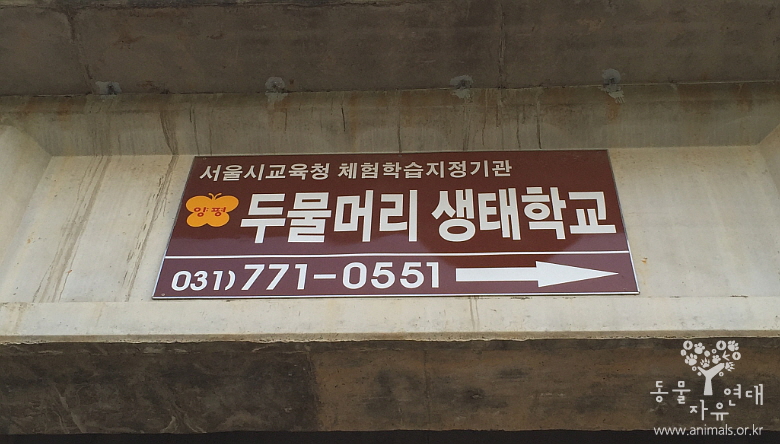 서울시교육청 체험학습지정기관
양평 두물머리 생태학교
031)771-0551
동물 연대
자유
www.animals.or.kr